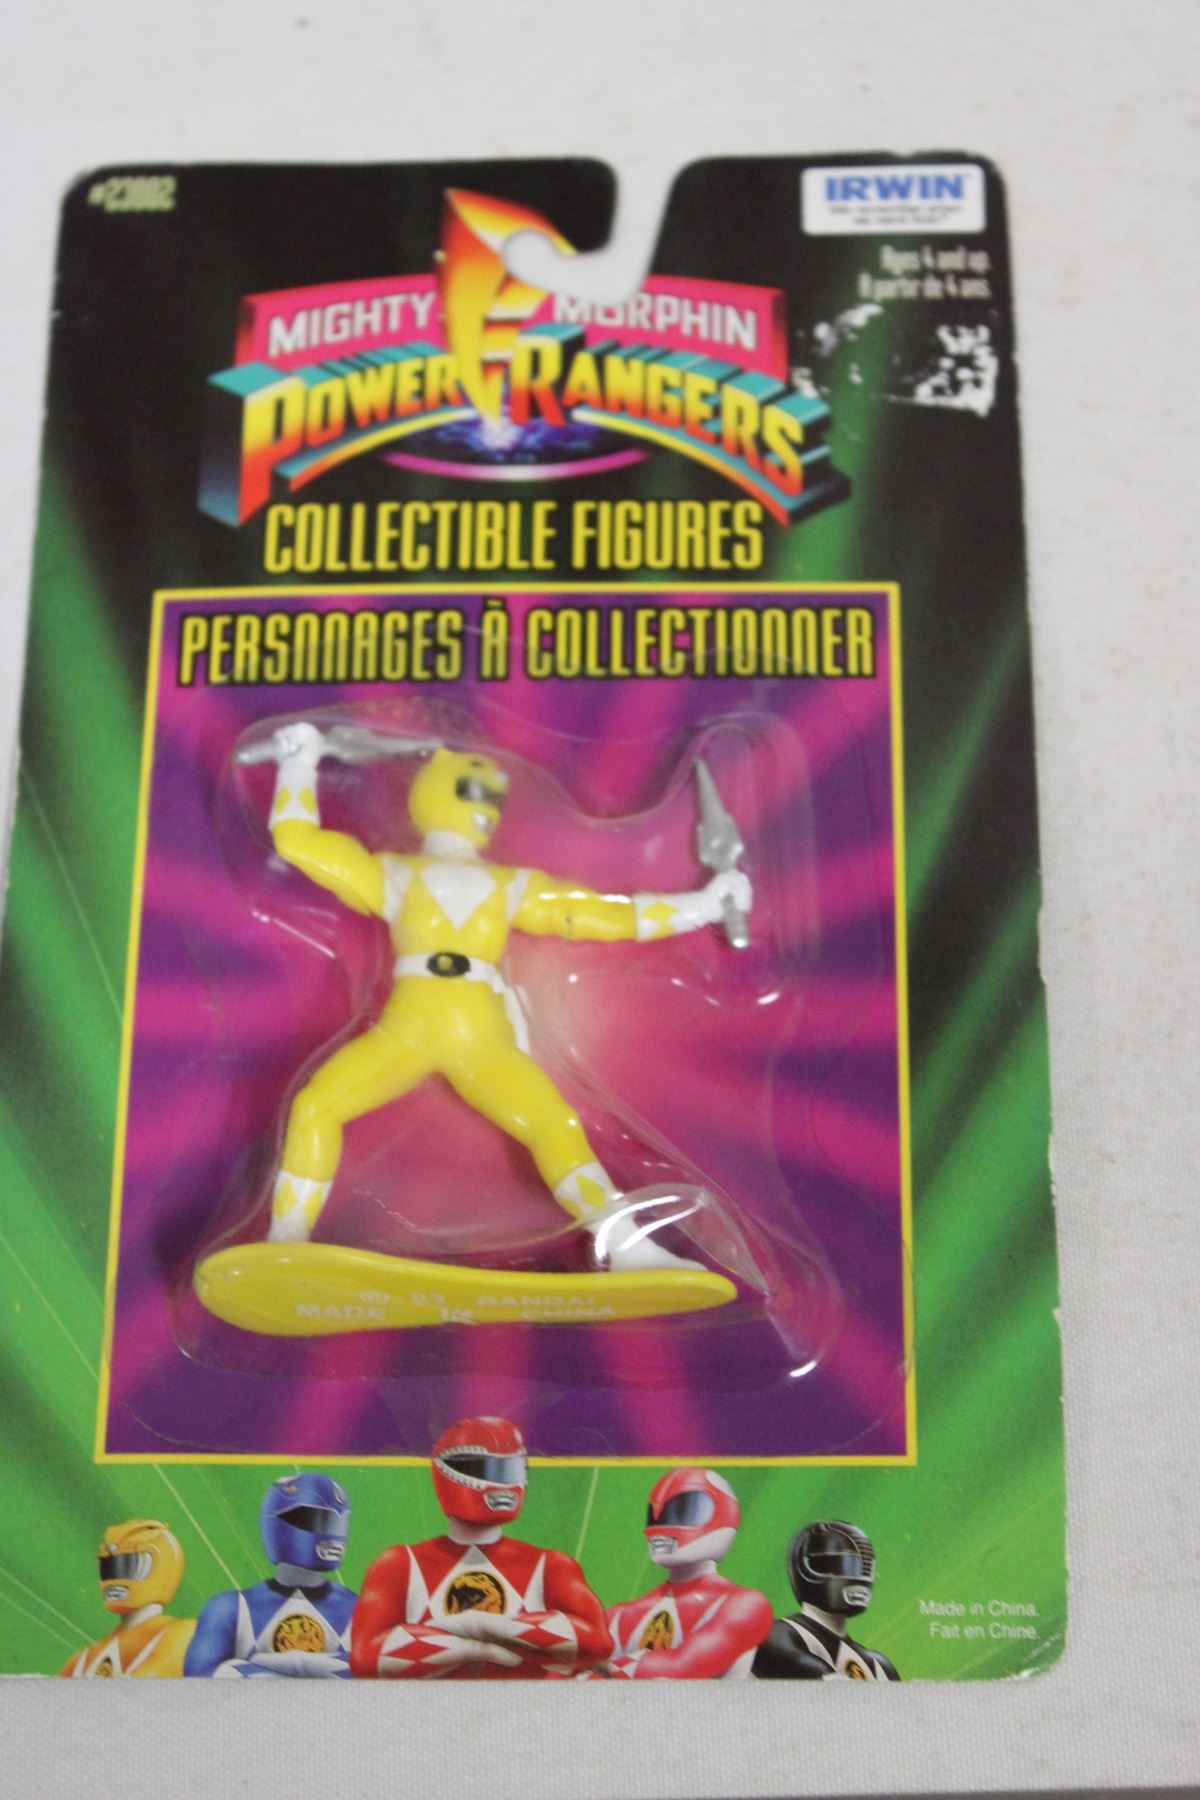 #23002
IRWIN
Ages 4 and up.
À partir de 4 ans.
MIGHTY MORPHIN
POWER RANGERS
COLLECTIBLE FIGURES
PERSONNAGES À COLLECTIONNER
® 93 BANDAI
MADE IN CHINA
Made in China.
Fait en Chine.